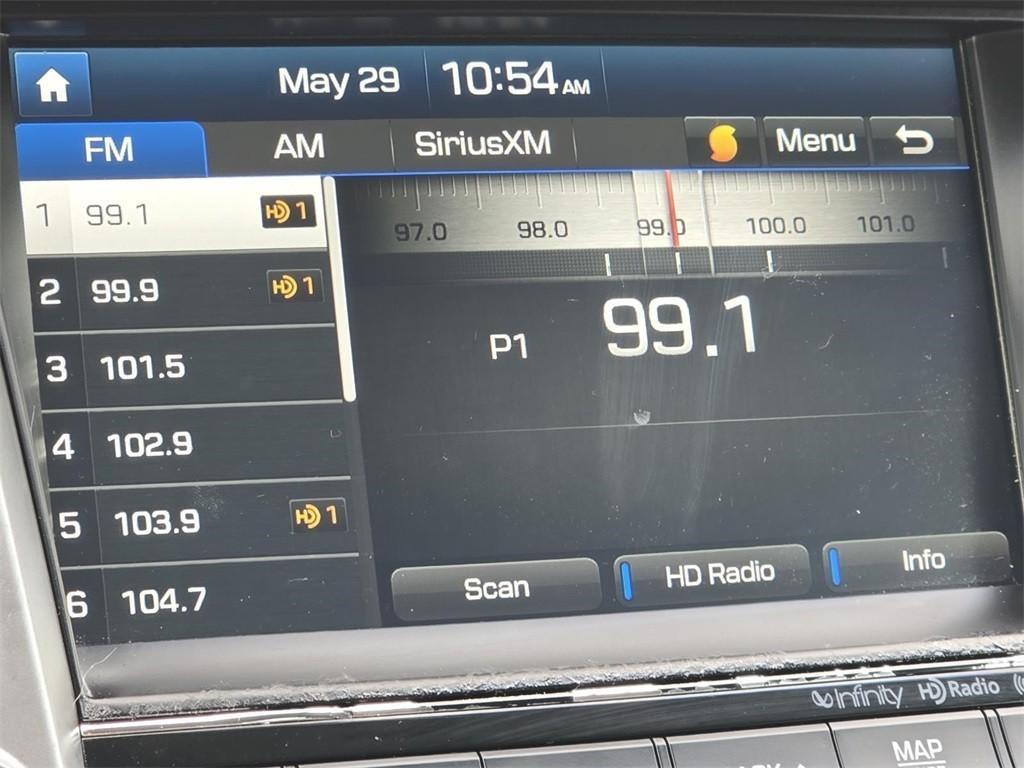 May 29 10:54 AM
FM AM SiriusXM Menu
1 99.1 HD 1
97.0 98.0 99.0 100.0 101.0
2 99.9 HD 1
P1 99.1
3 101.5
4 102.9
5 103.9 HD 1
6 104.7
Scan HD Radio Info
Infinity HD Radio
MAP